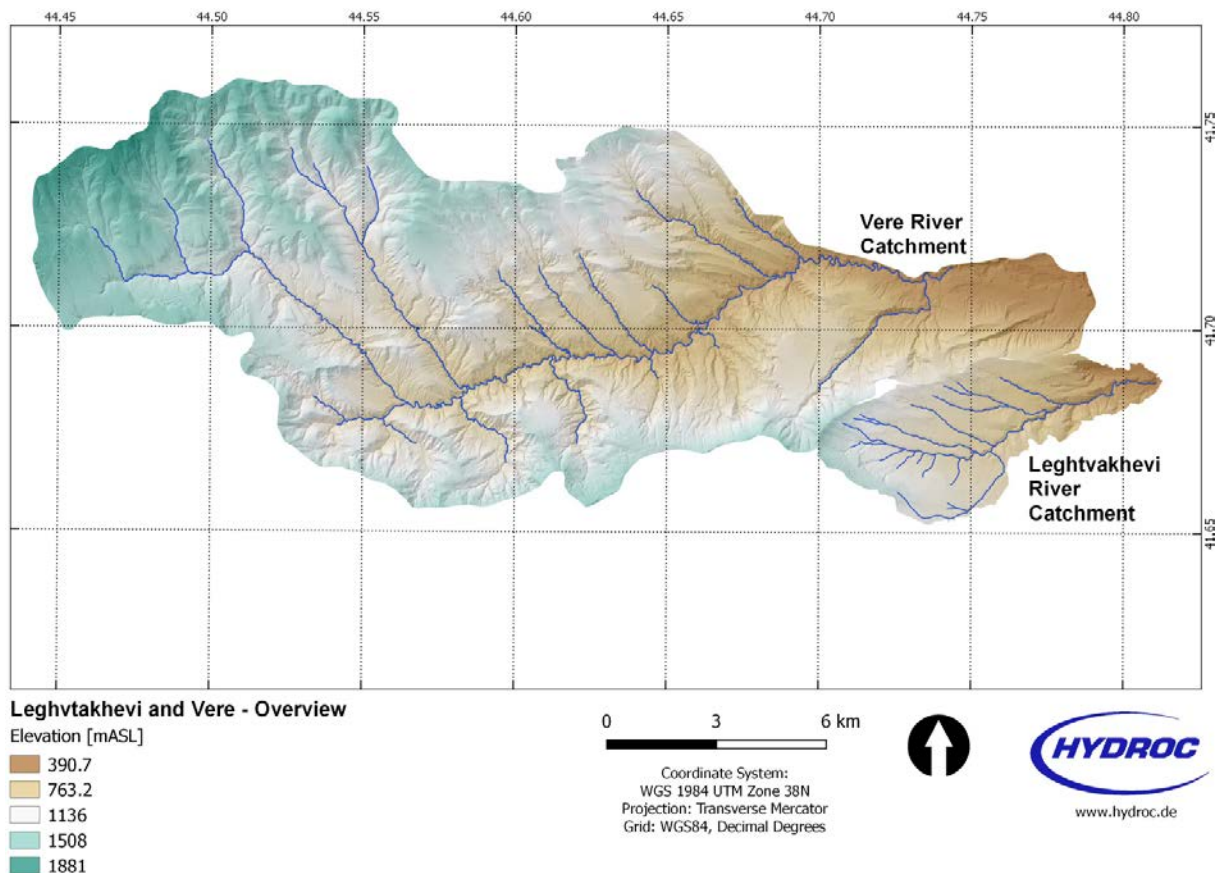 44.45 44.50 44.55 44.60 44.65 44.70 44.75 44.80
41.75
Vere River
Catchment
41.70
Leghtvakhevi
River
Catchment
41.65
Leghvtakhevi and Vere - Overview
Elevation [mASL]
390.7
763.2
1136
1508
1881
0 3 6 km
Coordinate System:
WGS 1984 UTM Zone 38N
Projection: Transverse Mercator
Grid: WGS84, Decimal Degrees
HYDROC
www.hydroc.de